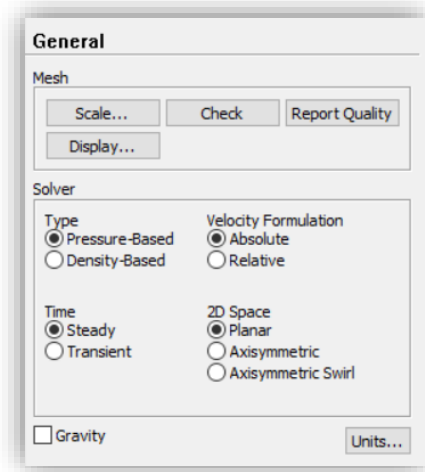 General
Mesh
Scale... Check Report Quality
Display...
Solver
Type Velocity Formulation
Pressure-Based Absolute
Density-Based Relative
Time 2D Space
Steady Planar
Transient Axisymmetric
Axisymmetric Swirl
Gravity Units...